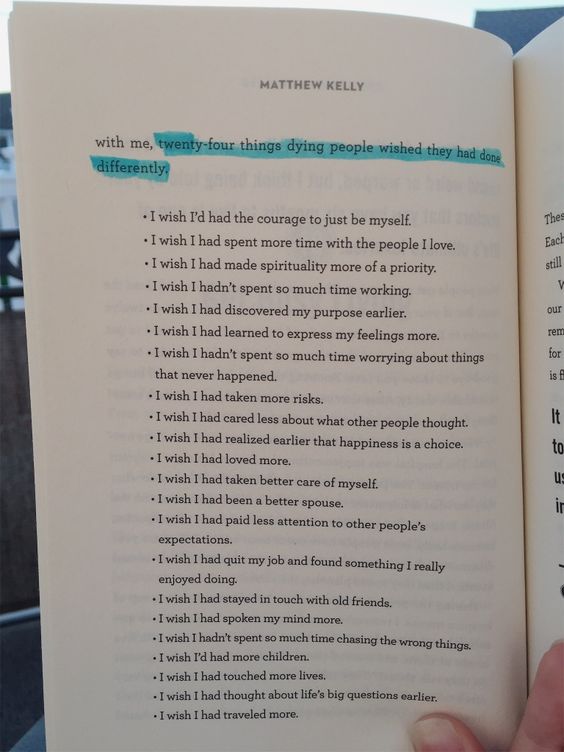 MATTHEW KELLY
with me, twenty-four things dying people wished they had done
differently.
• I wish I'd had the courage to just be myself.
• I wish I had spent more time with the people I love.
• I wish I had made spirituality more of a priority.
• I wish I hadn't spent so much time working.
• I wish I had discovered my purpose earlier.
• I wish I had learned to express my feelings more.
• I wish I hadn't spent so much time worrying about things
that never happened.
• I wish I had taken more risks.
• I wish I had cared less about what other people thought.
• I wish I had realized earlier that happiness is a choice.
• I wish I had loved more.
• I wish I had taken better care of myself.
• I wish I had been a better spouse.
• I wish I had paid less attention to other people's
expectations.
• I wish I had quit my job and found something I really
enjoyed doing.
• I wish I had stayed in touch with old friends.
• I wish I had spoken my mind more.
• I wish I hadn't spent so much time chasing the wrong things.
• I wish I'd had more children.
• I wish I had touched more lives.
• I wish I had thought about life's big questions earlier.
• I wish I had traveled more.
Thes
Each
still
W
our
rem
for
is f
It
to
us
in